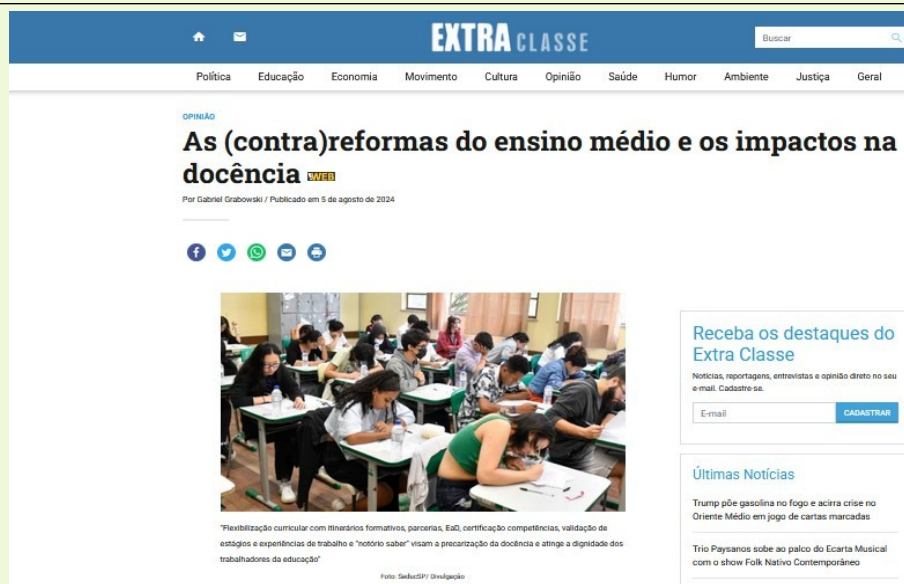 EXTRA CLASSE
Buscar
Política Educação Economia Movimento Cultura Opinião Saúde Humor Ambiente Justiça Geral
OPINIÃO
As (contra)reformas do ensino médio e os impactos na
docência WEB
Por Gabriel Grabowski / Publicado em 5 de agosto de 2024
"Flexibilização curricular com itinerários formativos, parcerias, EaD, certificação competências, validação de
estágios e experiências de trabalho e "notório saber" visam a precarização da docência e atinge a dignidade dos
trabalhadores da educação"
Foto: SeducSP/ Divulgação
Receba os destaques do
Extra Classe
Notícias, reportagens, entrevistas e opinião direto no seu
e-mail. Cadastre-se.
E-mail
CADASTRAR
Últimas Notícias
Trump põe gasolina no fogo e acirra crise no
Oriente Médio em jogo de cartas marcadas
Trio Paysanos sobe ao palco do Ecarta Musical
com o show Folk Nativo Contemporâneo